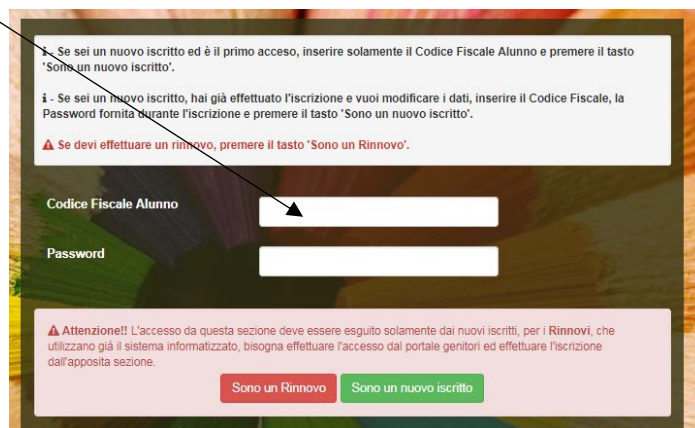 i - Se sei un nuovo iscritto ed è il primo accesso, inserire solamente il Codice Fiscale Alunno e premere il tasto
'Sono un nuovo iscritto'.
i - Se sei un nuovo iscritto, hai già effettuato l'iscrizione e vuoi modificare i dati, inserire il Codice Fiscale, la
Password fornita durante l'iscrizione e premere il tasto 'Sono un nuovo iscritto'.
Se devi effettuare un rinnovo, premere il tasto 'Sono un Rinnovo'.
Codice Fiscale Alunno
Password
Attenzione!! L'accesso da questa sezione deve essere esguito solamente dai nuovi iscritti, per i Rinnovi, che
utilizzano già il sistema informatizzato, bisogna effettuare l'accesso dal portale genitori ed effettuare l'iscrizione
dall'apposita sezione.
Sono un Rinnovo
Sono un nuovo iscritto